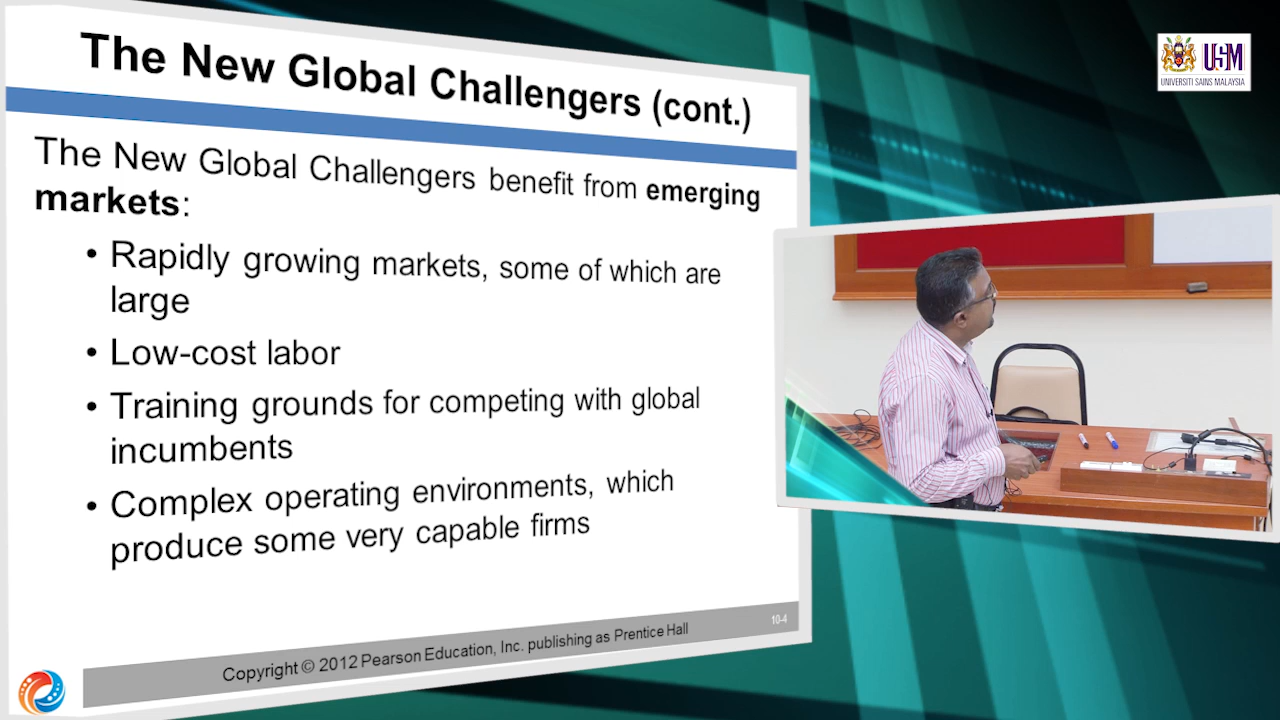 The New Global Challengers (cont.)
The New Global Challengers benefit from emerging
markets:
• Rapidly growing markets, some of which are
large
• Low-cost labor
• Training grounds for competing with global
incumbents
• Complex operating environments, which
produce some very capable firms
10-4
Copyright © 2012 Pearson Education, Inc. publishing as Prentice Hall
USM
UNIVERSITI SAINS MALAYSIA